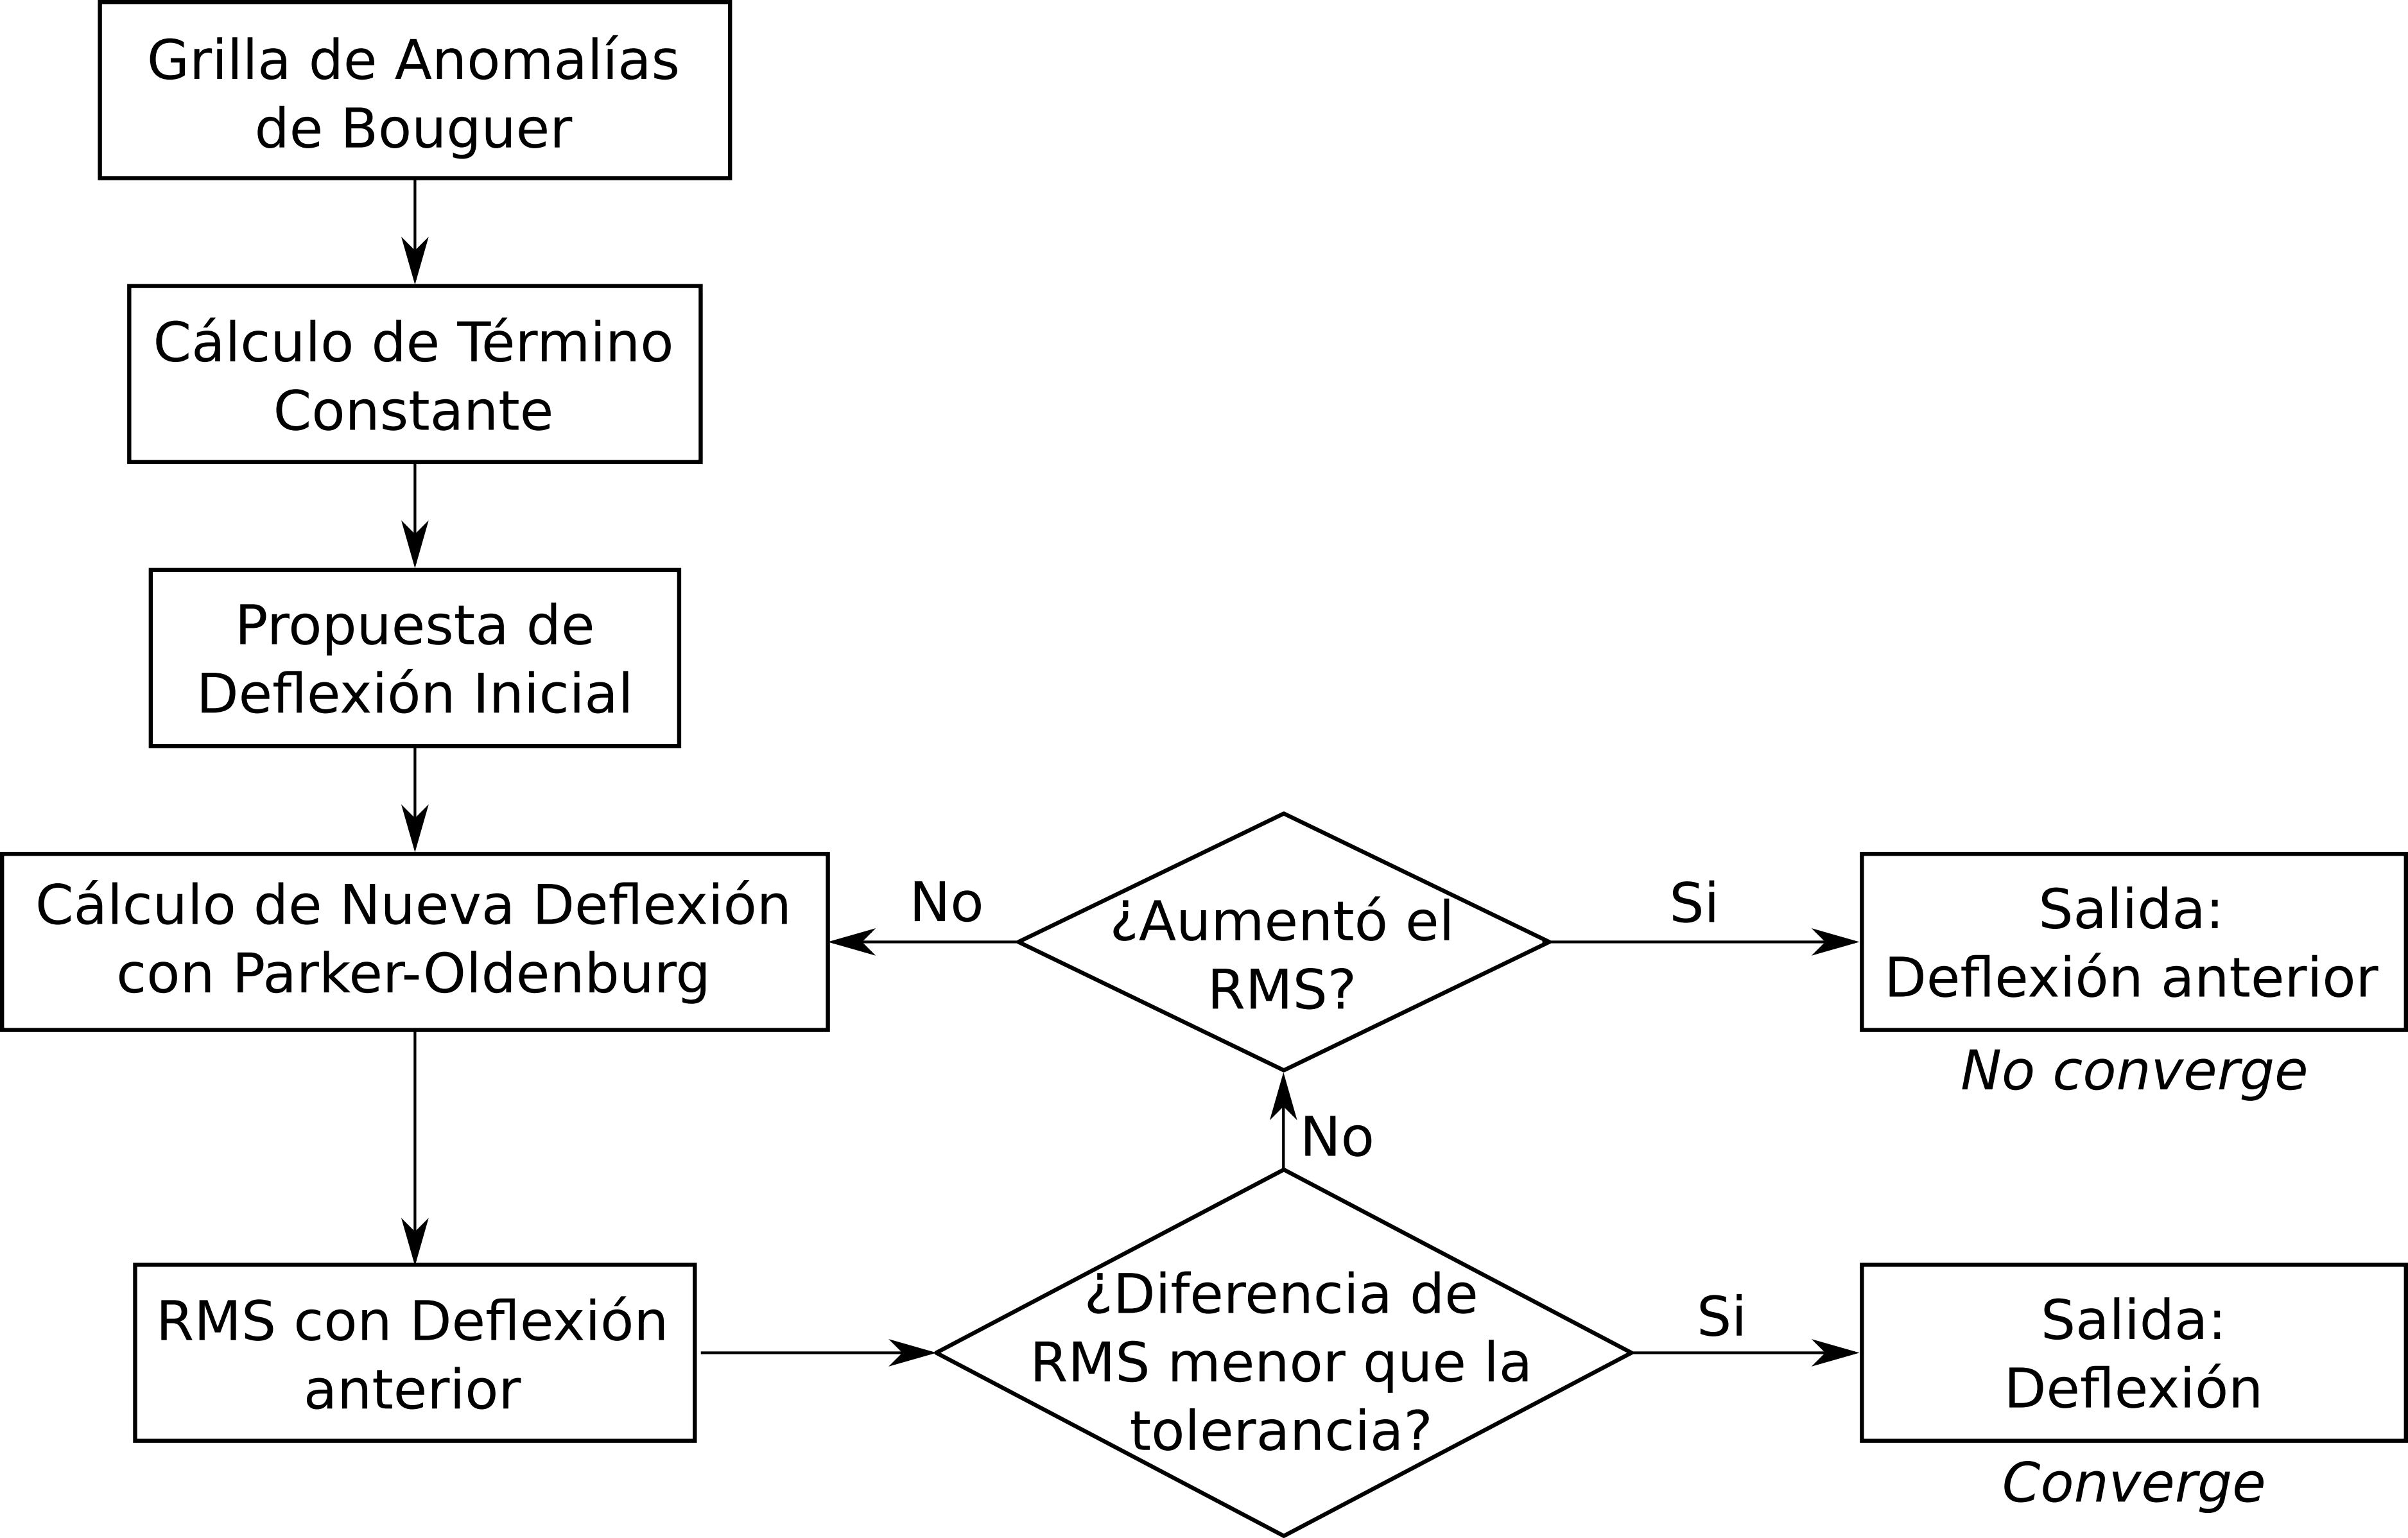 Grilla de Anomalías
de Bouguer
Cálculo de Término
Constante
Propuesta de
Deflexión Inicial
Cálculo de Nueva Deflexión
con Parker-Oldenburg
No
¿Aumentó el
RMS?
Si
Salida:
Deflexión anterior
No converge
No
RMS con Deflexión
anterior
¿Diferencia de
RMS menor que la
tolerancia?
Si
Salida:
Deflexión
Converge